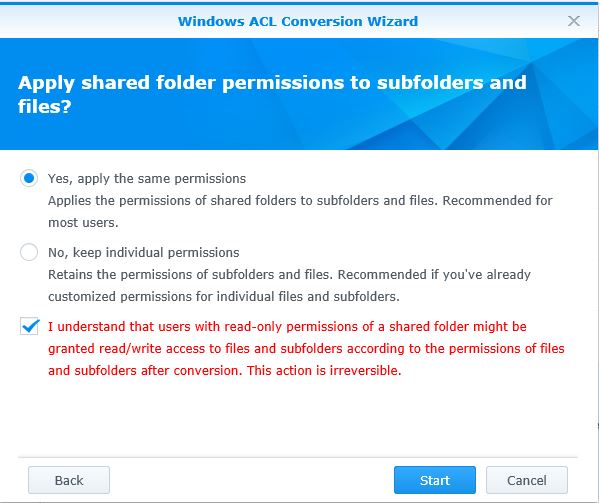 Windows ACL Conversion Wizard
Apply shared folder permissions to subfolders and
files?
Yes, apply the same permissions
Applies the permissions of shared folders to subfolders and files. Recommended for
most users.
No, keep individual permissions
Retains the permissions of subfolders and files. Recommended if you've already
customized permissions for individual files and subfolders.
I understand that users with read-only permissions of a shared folder might be
granted read/write access to files and subfolders according to the permissions of files
and subfolders after conversion. This action is irreversible.
Back
Start
Cancel